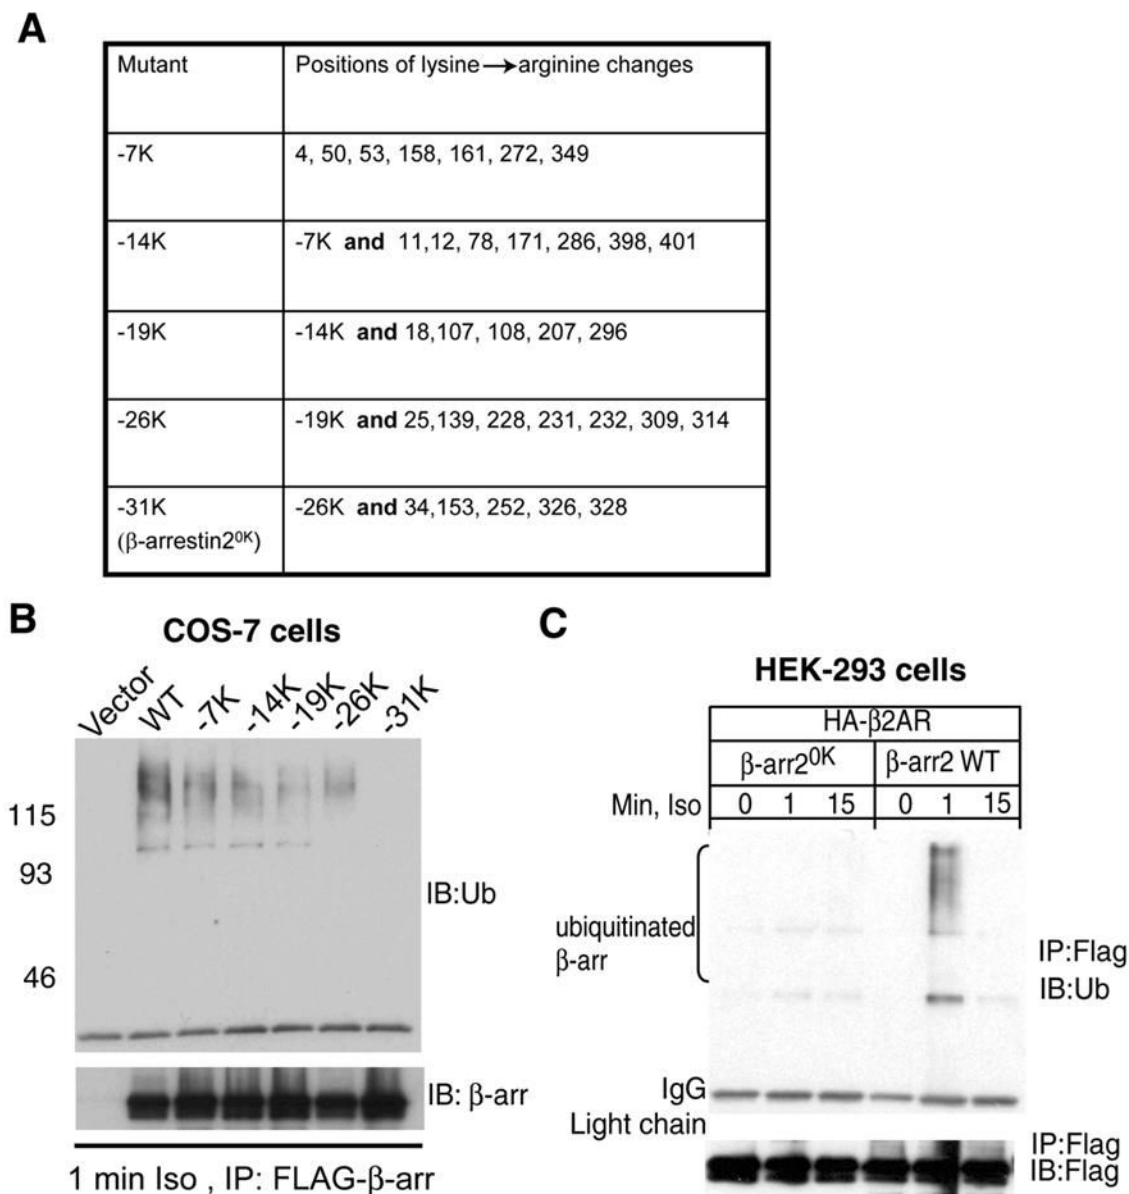 A
Mutant Positions of lysine→arginine changes
-7K 4, 50, 53, 158, 161, 272, 349
-14K -7K and 11,12, 78, 171, 286, 398, 401
-19K -14K and 18,107, 108, 207, 296
-26K -19K and 25,139, 228, 231, 232, 309, 314
-31K -26K and 34,153, 252, 326, 328
(β-arrestin2⁰ᴷ)
B
COS-7 cells
Vector WT -7K -14K -19K -26K -31K
115
93
46
IB:Ub
IB: β-arr
1 min Iso , IP: FLAG-β-arr
C
HEK-293 cells
HA-β2AR
β-arr2⁰ᴷ β-arr2 WT
Min, Iso 0 1 15 0 1 15
ubiquitinated
β-arr
IP:Flag
IB:Ub
IgG
Light chain
IP:Flag
IB:Flag